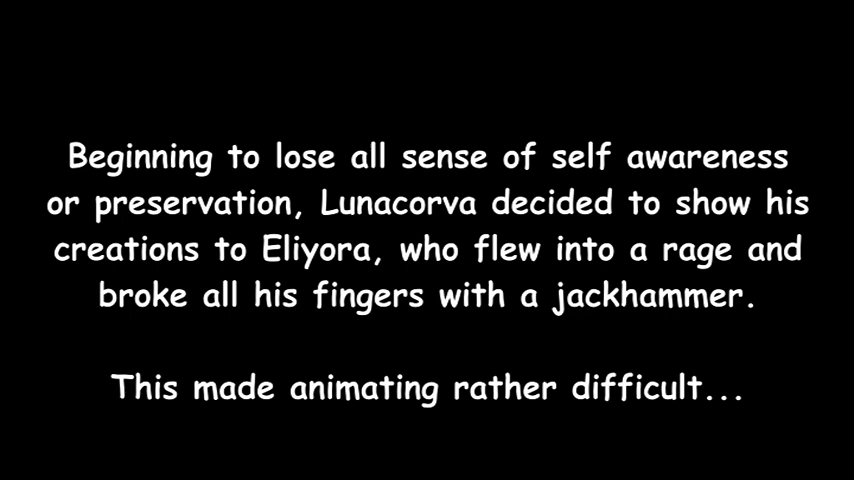 Beginning to lose all sense of self awareness
or preservation, Lunacorva decided to show his
creations to Eliyora, who flew into a rage and
broke all his fingers with a jackhammer.
This made animating rather difficult...